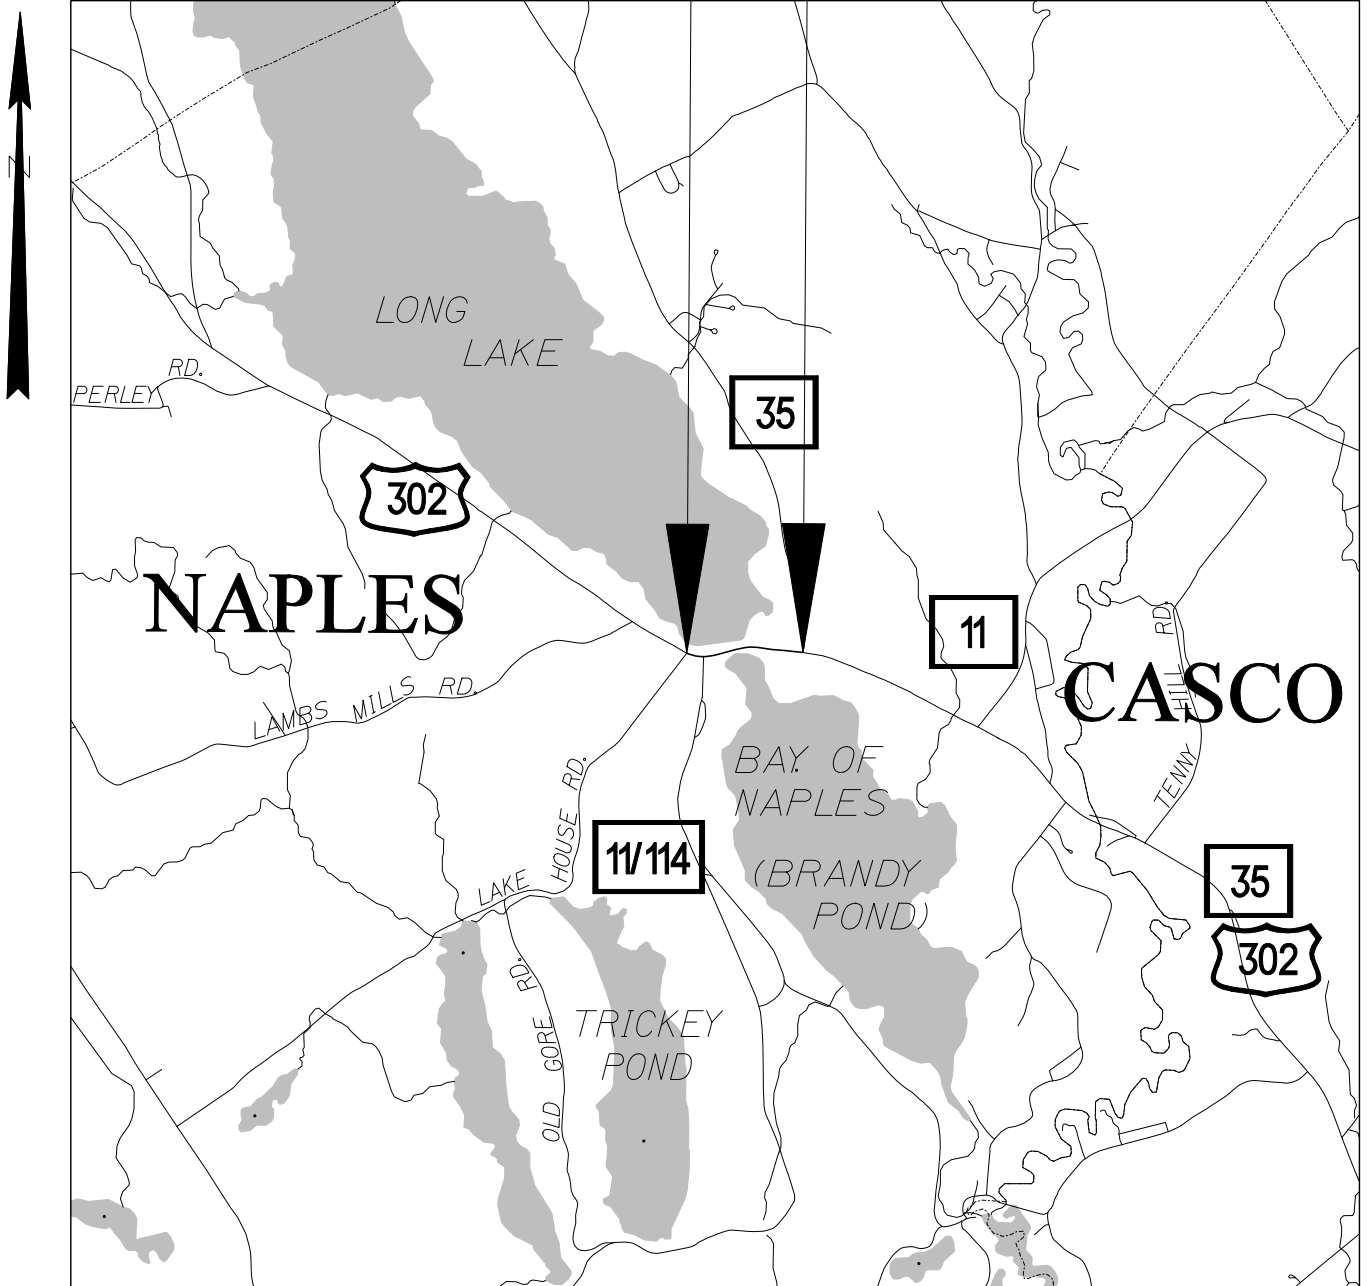 N
LONG
LAKE
PERLEY RD.
35
302
NAPLES
11
CASCO
LAMBS MILLS RD.
TENNY HILL RD.
BAY OF
NAPLES
(BRANDY
POND)
11/114
LAKE HOUSE RD.
35
302
OLD GORE RD.
TRICKEY
POND